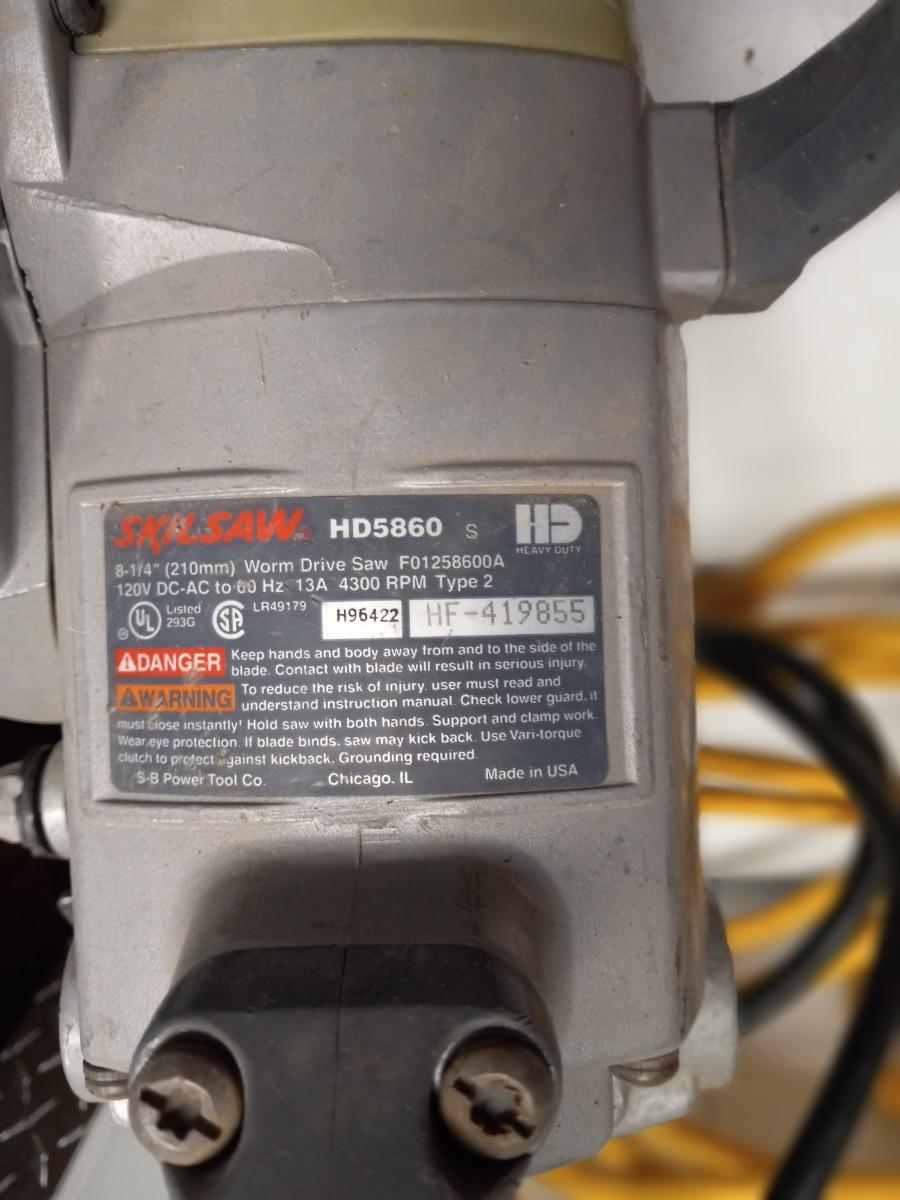 SKILSAW HD5860 S HD
HEAVY DUTY
8-1/4" (210mm) Worm Drive Saw F01258600A
120V DC-AC to 60 Hz 13A 4300 RPM Type 2
UL Listed 293G SA LR49179 H96422 HF-419855
DANGER Keep hands and body away from and to the side of the
blade. Contact with blade will result in serious injury.
WARNING To reduce the risk of injury. user must read and
understand instruction manual. Check lower guard. it
must close instantly! Hold saw with both hands. Support and clamp work.
Wear eye protection. If blade binds. saw may kick back. Use Vari-torque
clutch to protect against kickback. Grounding required.
S-B Power Tool Co. Chicago. IL Made in USA